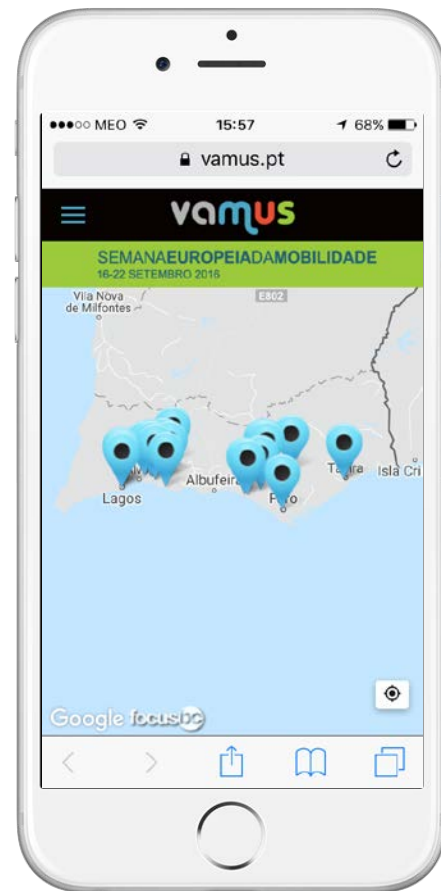 MEO 15:57 68%
vamus.pt
vamus
SEMANAEUROPEIADAMOBILIDADE
16-22 SETEMBRO 2016
Vila Nova
de Milfontes
E802
Albufeira
Isla Cri
Lagos
Google focusbc